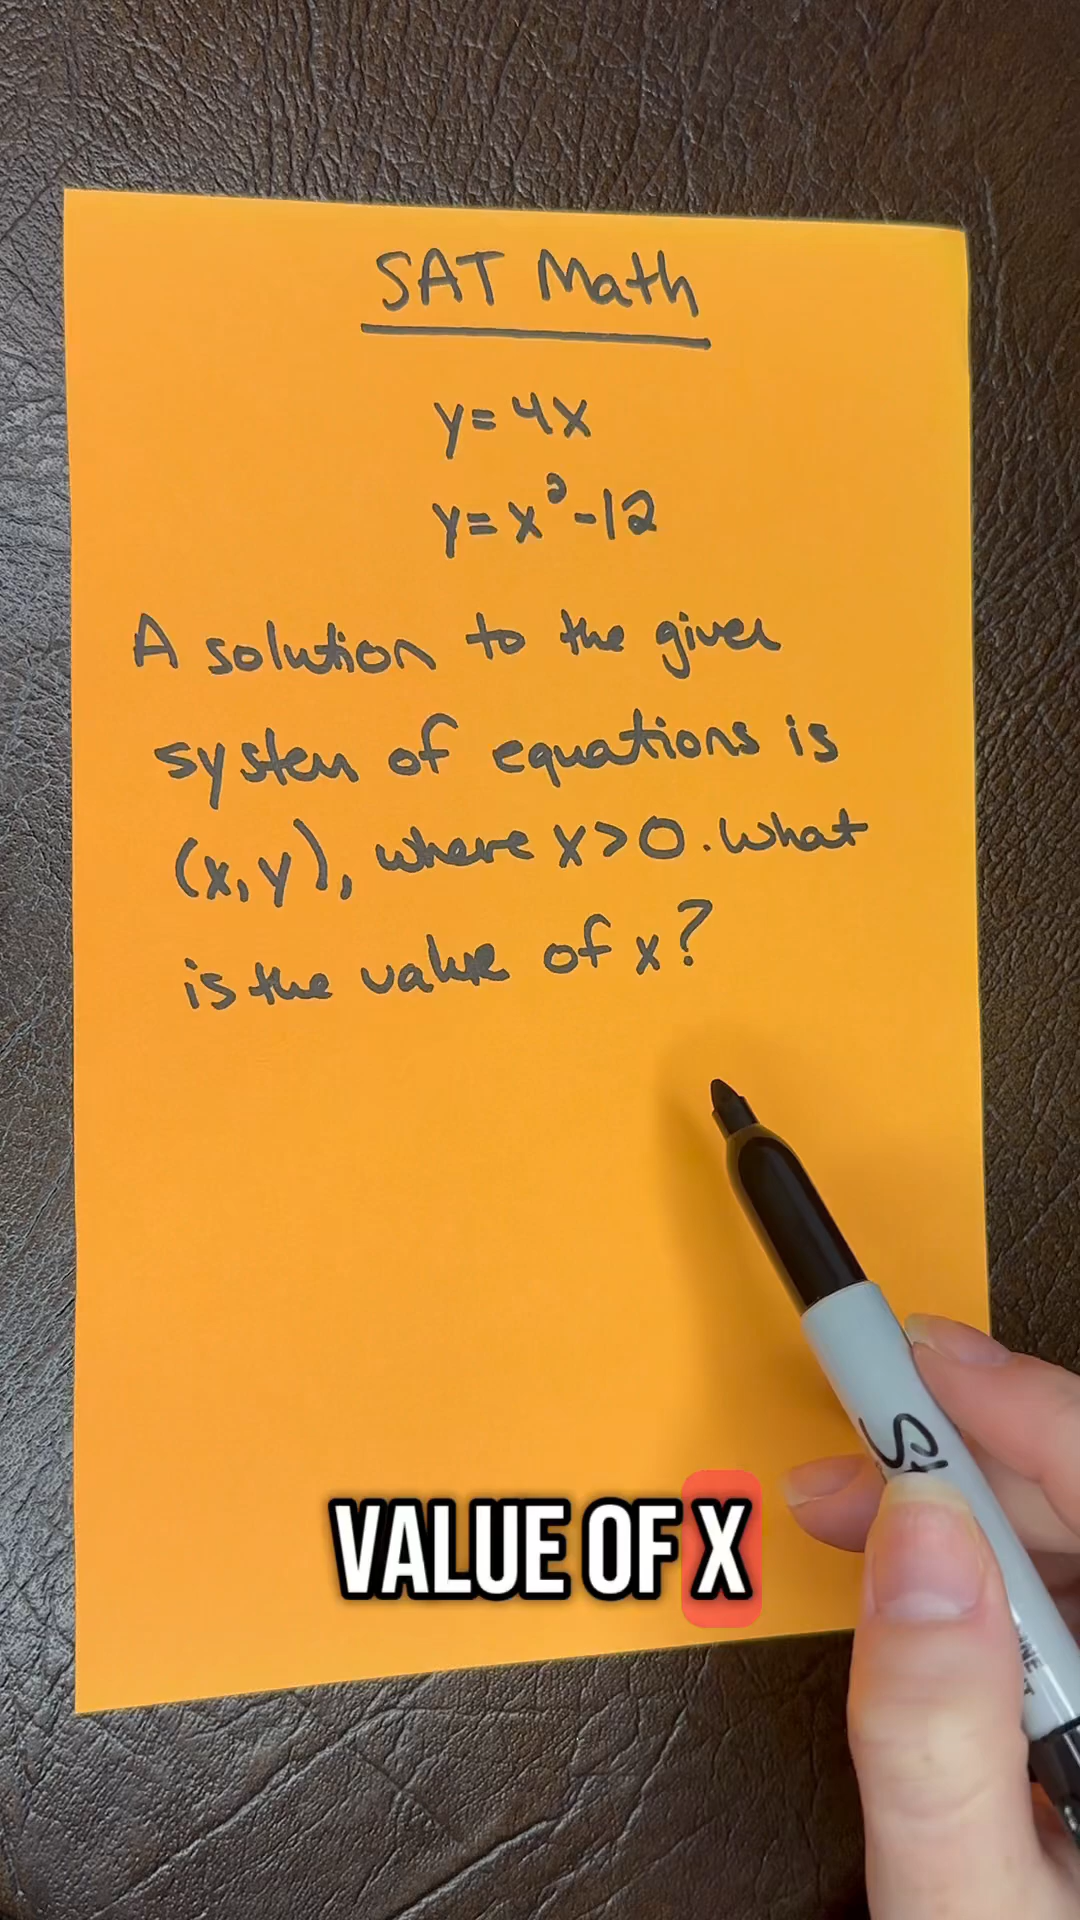 SAT Math
y=4x
y=x²-12
A solution to the given
system of equations is
(x,y), where x>0. What
is the value of x?
VALUE OF X